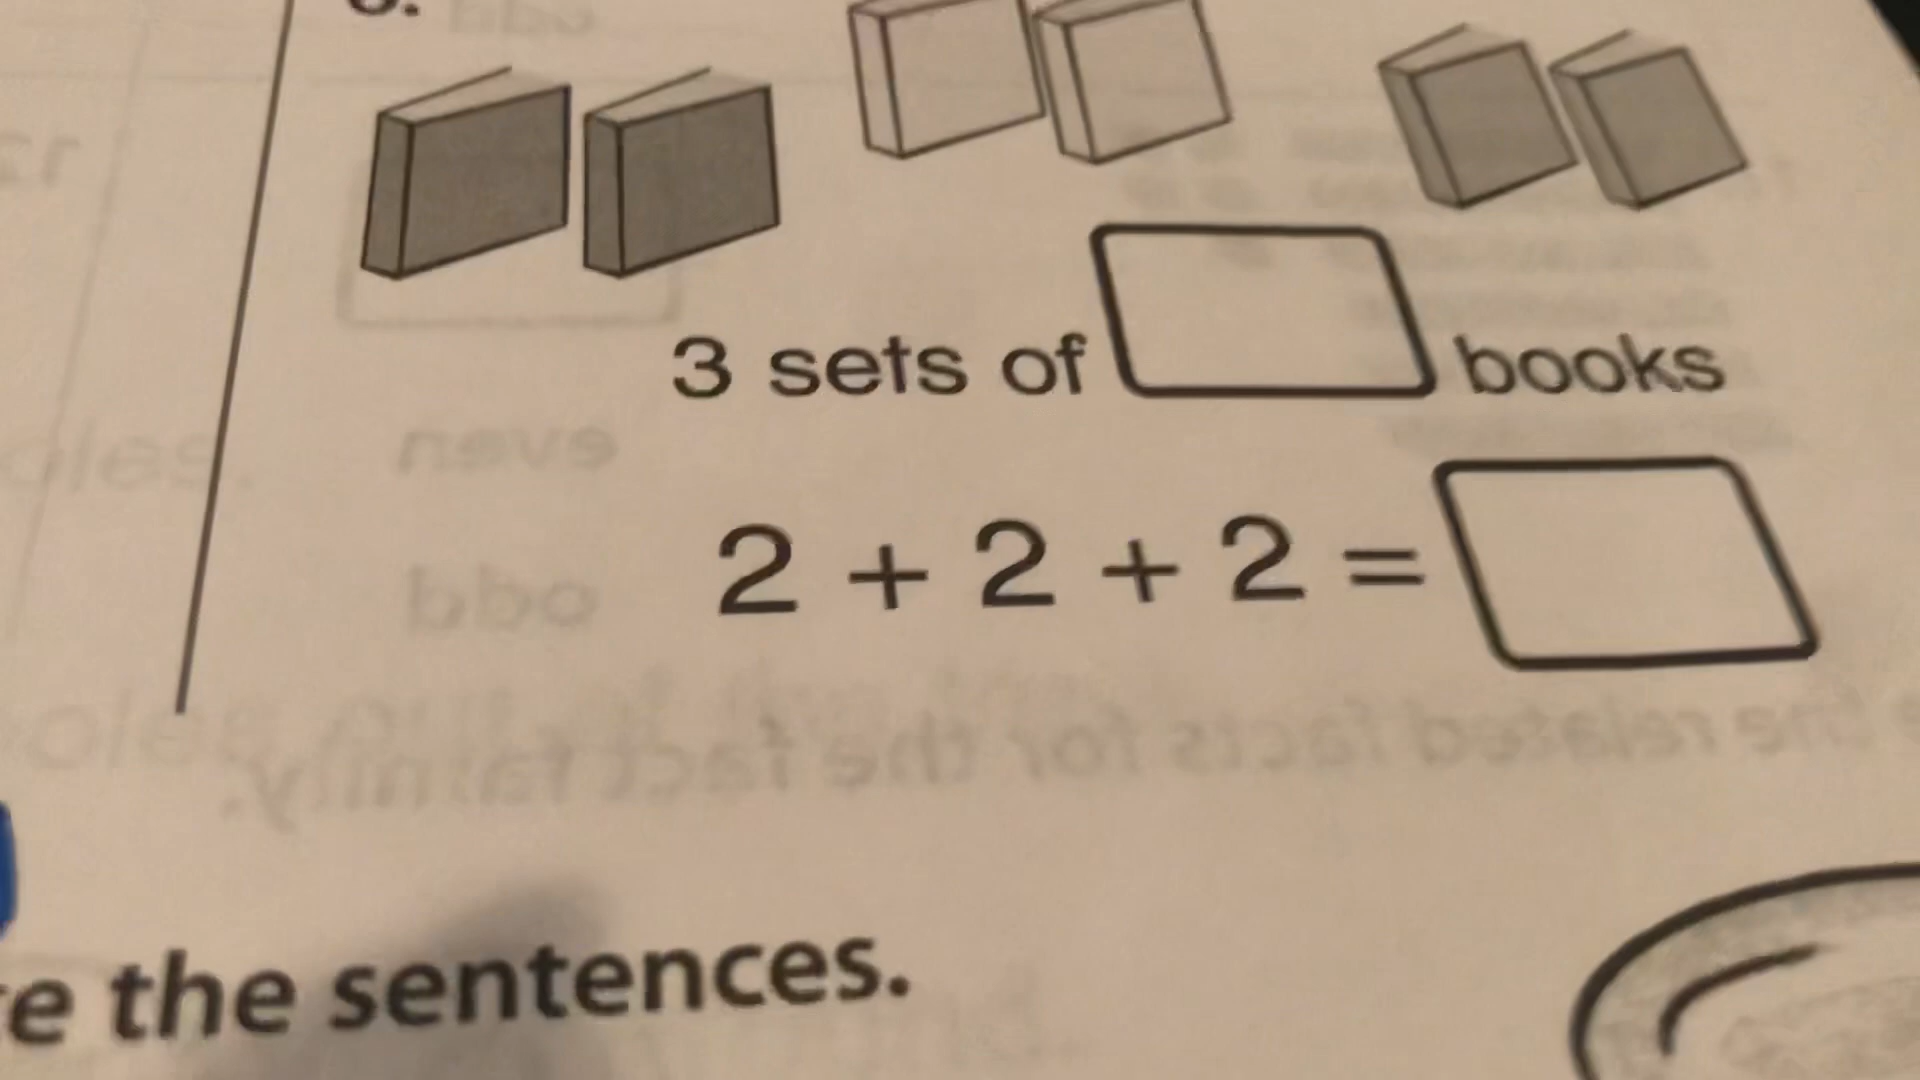 3 sets of books
2 + 2 + 2 =
the sentences.